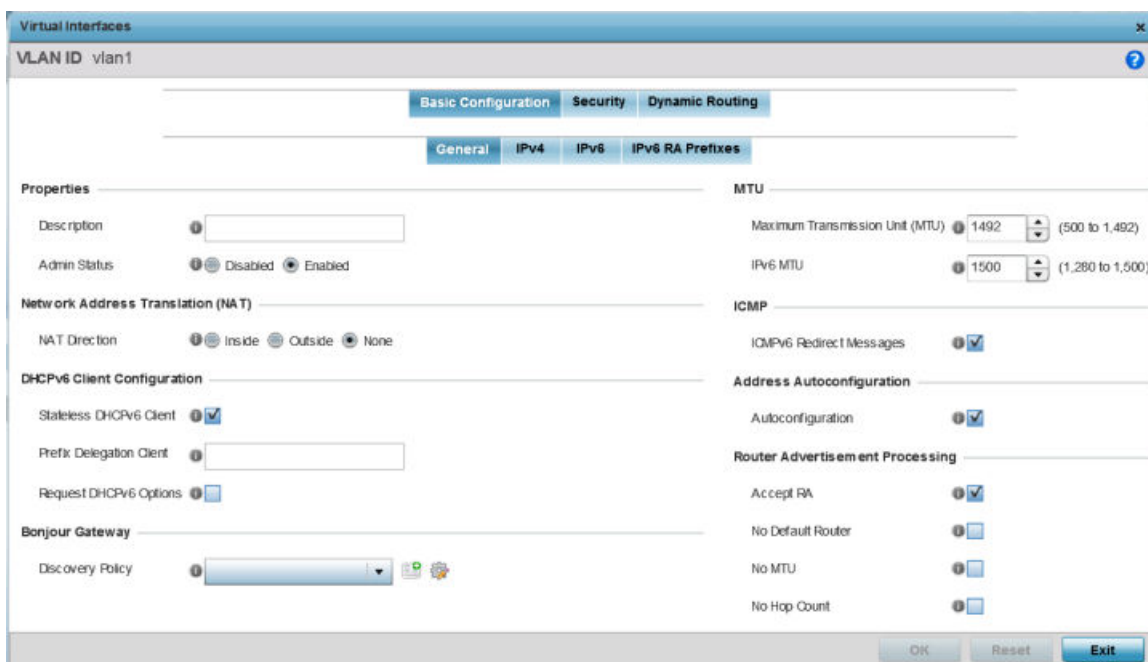 Virtual Interfaces
VLAN ID vlan1
Basic Configuration Security Dynamic Routing
General IPv4 IPv6 IPv6 RA Prefixes
Properties
Description
Admin Status Disabled Enabled
Network Address Translation (NAT)
NAT Direction Inside Outside None
DHCPv6 Client Configuration
Stateless DHCPv6 Client
Prefix Delegation Client
Request DHCPv6 Options
Bonjour Gateway
Discovery Policy
MTU
Maximum Transmission Unit (MTU) 1492 (500 to 1,492)
IPv6 MTU 1500 (1,280 to 1,500)
ICMP
ICMPv6 Redirect Messages
Address Autoconfiguration
Autoconfiguration
Router Advertisement Processing
Accept RA
No Default Router
No MTU
No Hop Count
OK Reset Exit